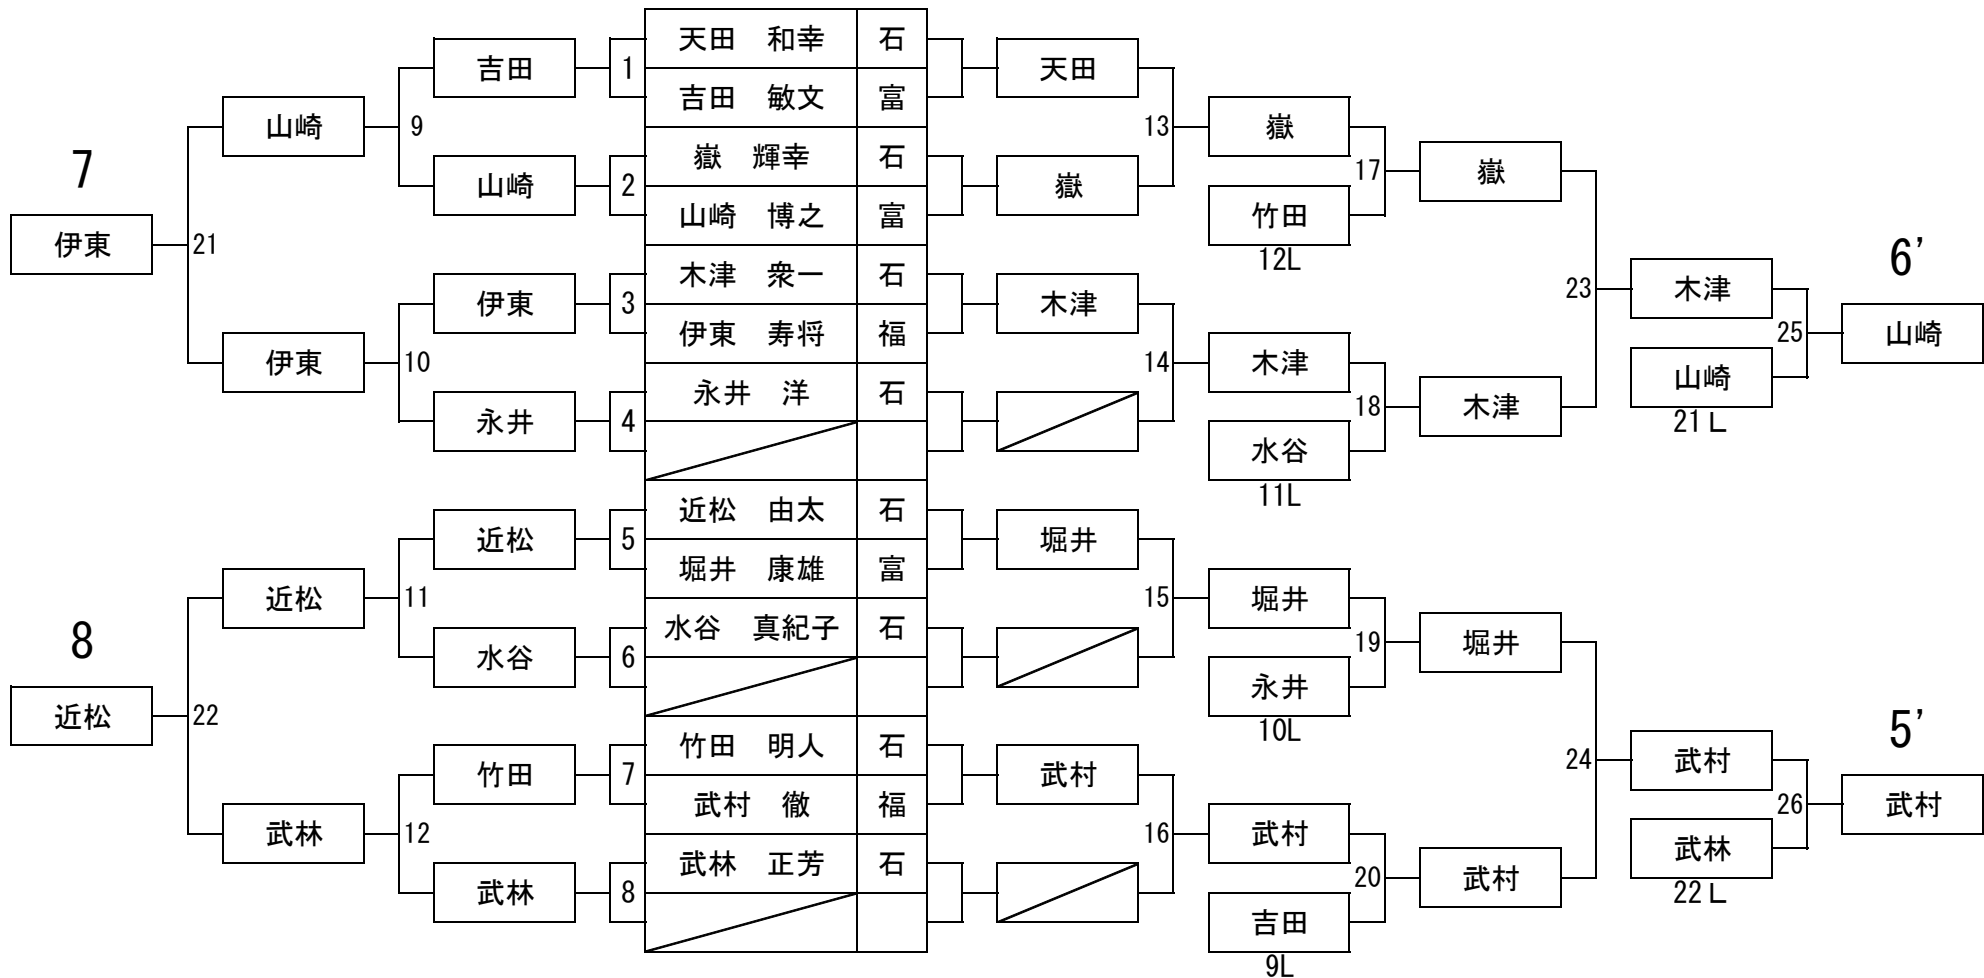 天田　和幸 石
吉田 1 天田
吉田　敏文 富
山崎 9 13 嶽
嶽　輝幸 石
7 17 嶽
山崎 2 嶽
山崎　博之 富 竹田
伊東 21 12L 6’
木津　衆一 石
伊東 3 木津 23 木津
伊東　寿将 福 25 山崎
伊東 10 14 木津
永井　洋 石 山崎
18 木津
永井 4 21Ｌ
水谷
11L
近松　由太 石
近松 5 堀井
堀井　康雄 富
近松 11 15 堀井
水谷　真紀子 石
8 19 堀井
水谷 6
永井
近松 22 10L 5’
竹田　明人 石
竹田 7 武村 24 武村
武村　徹 福 26 武村
武林 12 16 武村
武林　正芳 石 武林
20 武村
武林 8 22Ｌ
吉田
9L